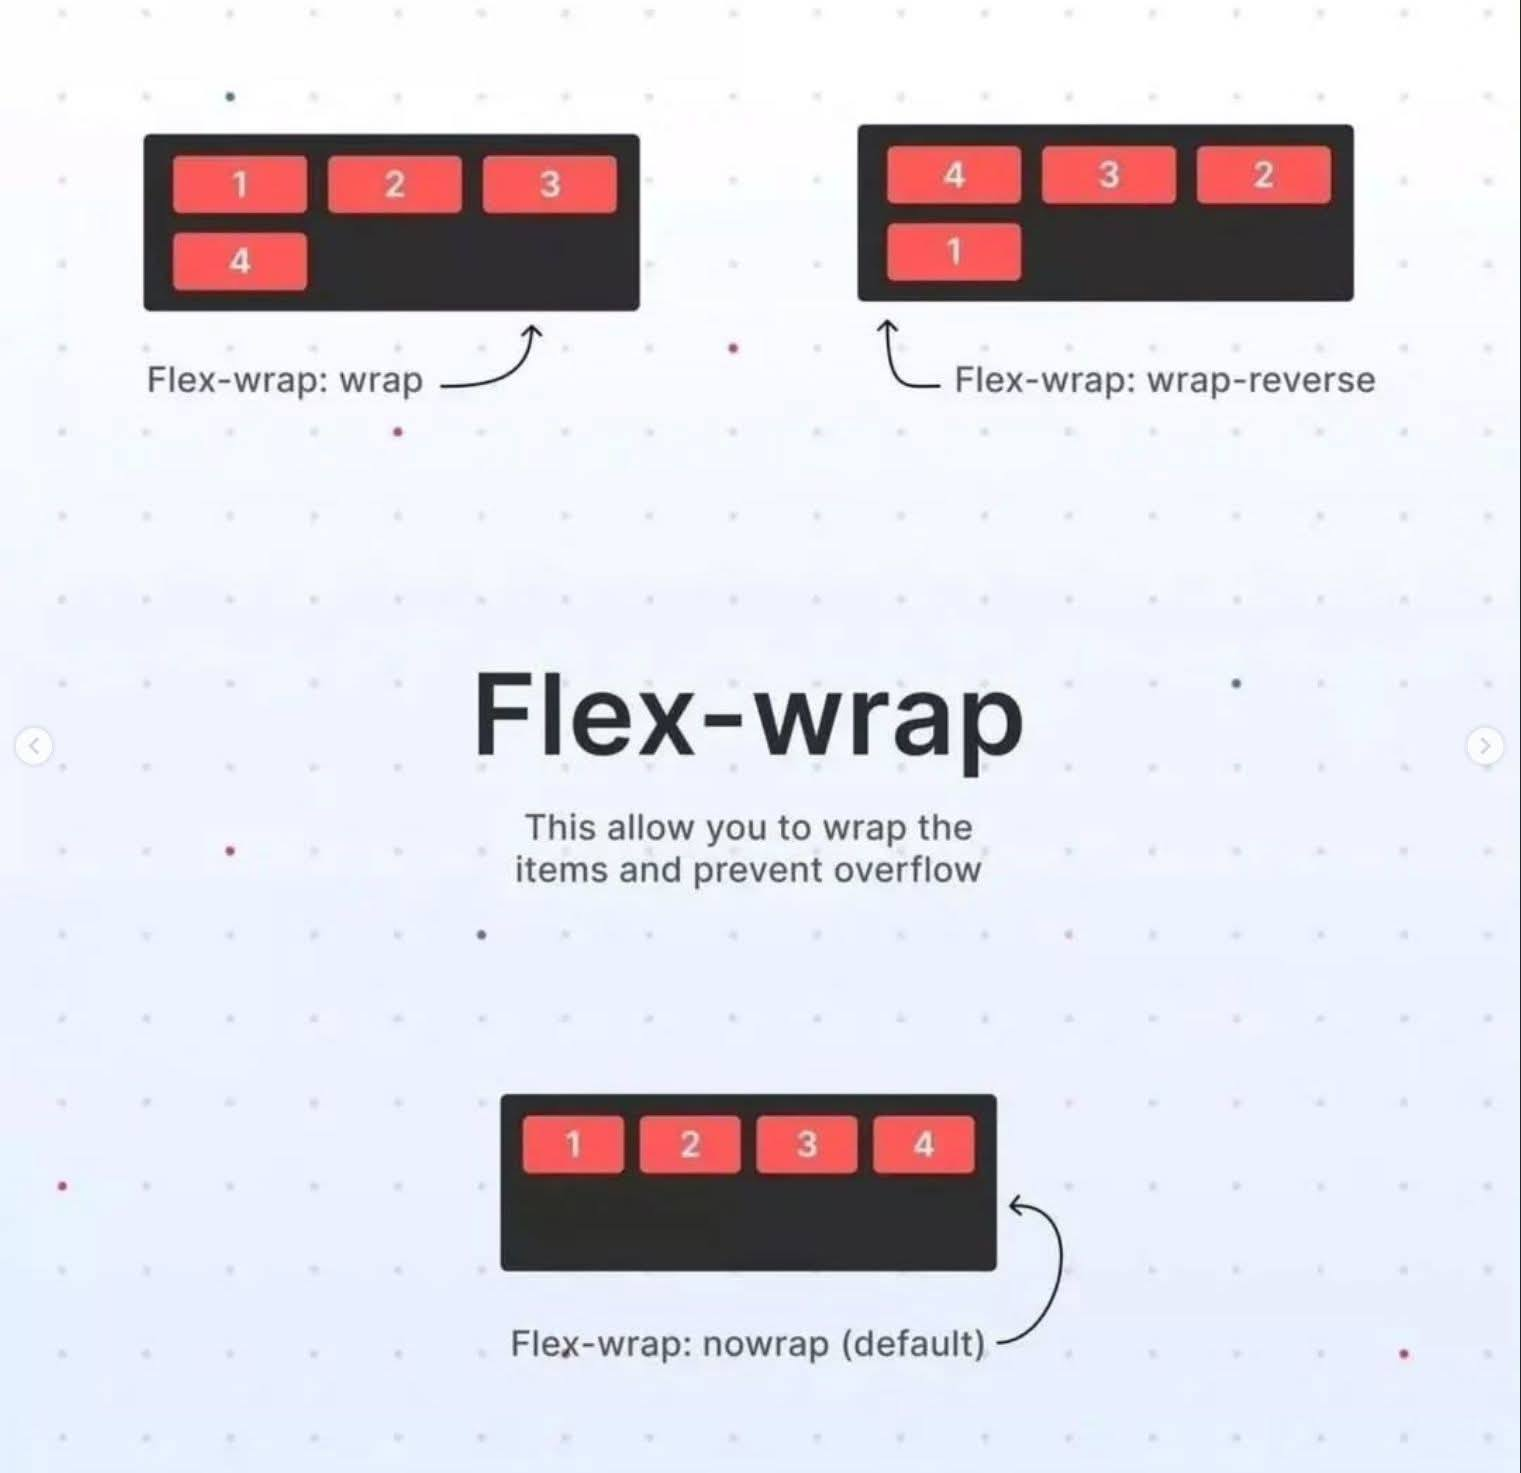 1 2 3
4
Flex-wrap: wrap
4 3 2
1
Flex-wrap: wrap-reverse
Flex-wrap
This allow you to wrap the
items and prevent overflow
1 2 3 4
Flex-wrap: nowrap (default)